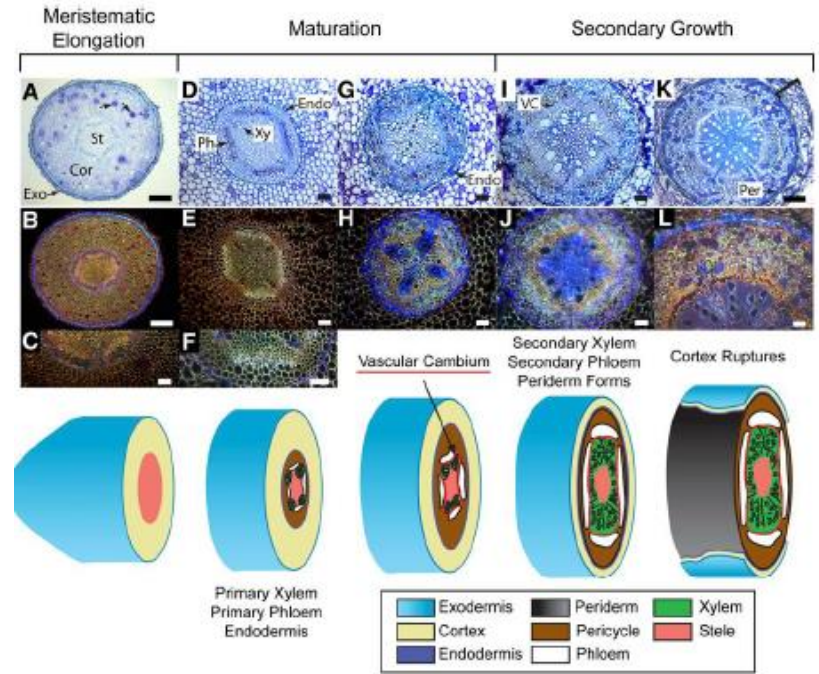 Meristematic
Elongation
Maturation
Secondary Growth
A
St
Cor
Exo
D
Endo
Ph
Xy
G
Endo
I
VC
K
Per
B
E
H
J
L
C
F
Vascular Cambium
Secondary Xylem
Secondary Phloem
Periderm Forms
Cortex Ruptures
Primary Xylem
Primary Phloem
Endodermis
Exodermis
Periderm
Xylem
Cortex
Pericycle
Stele
Endodermis
Phloem